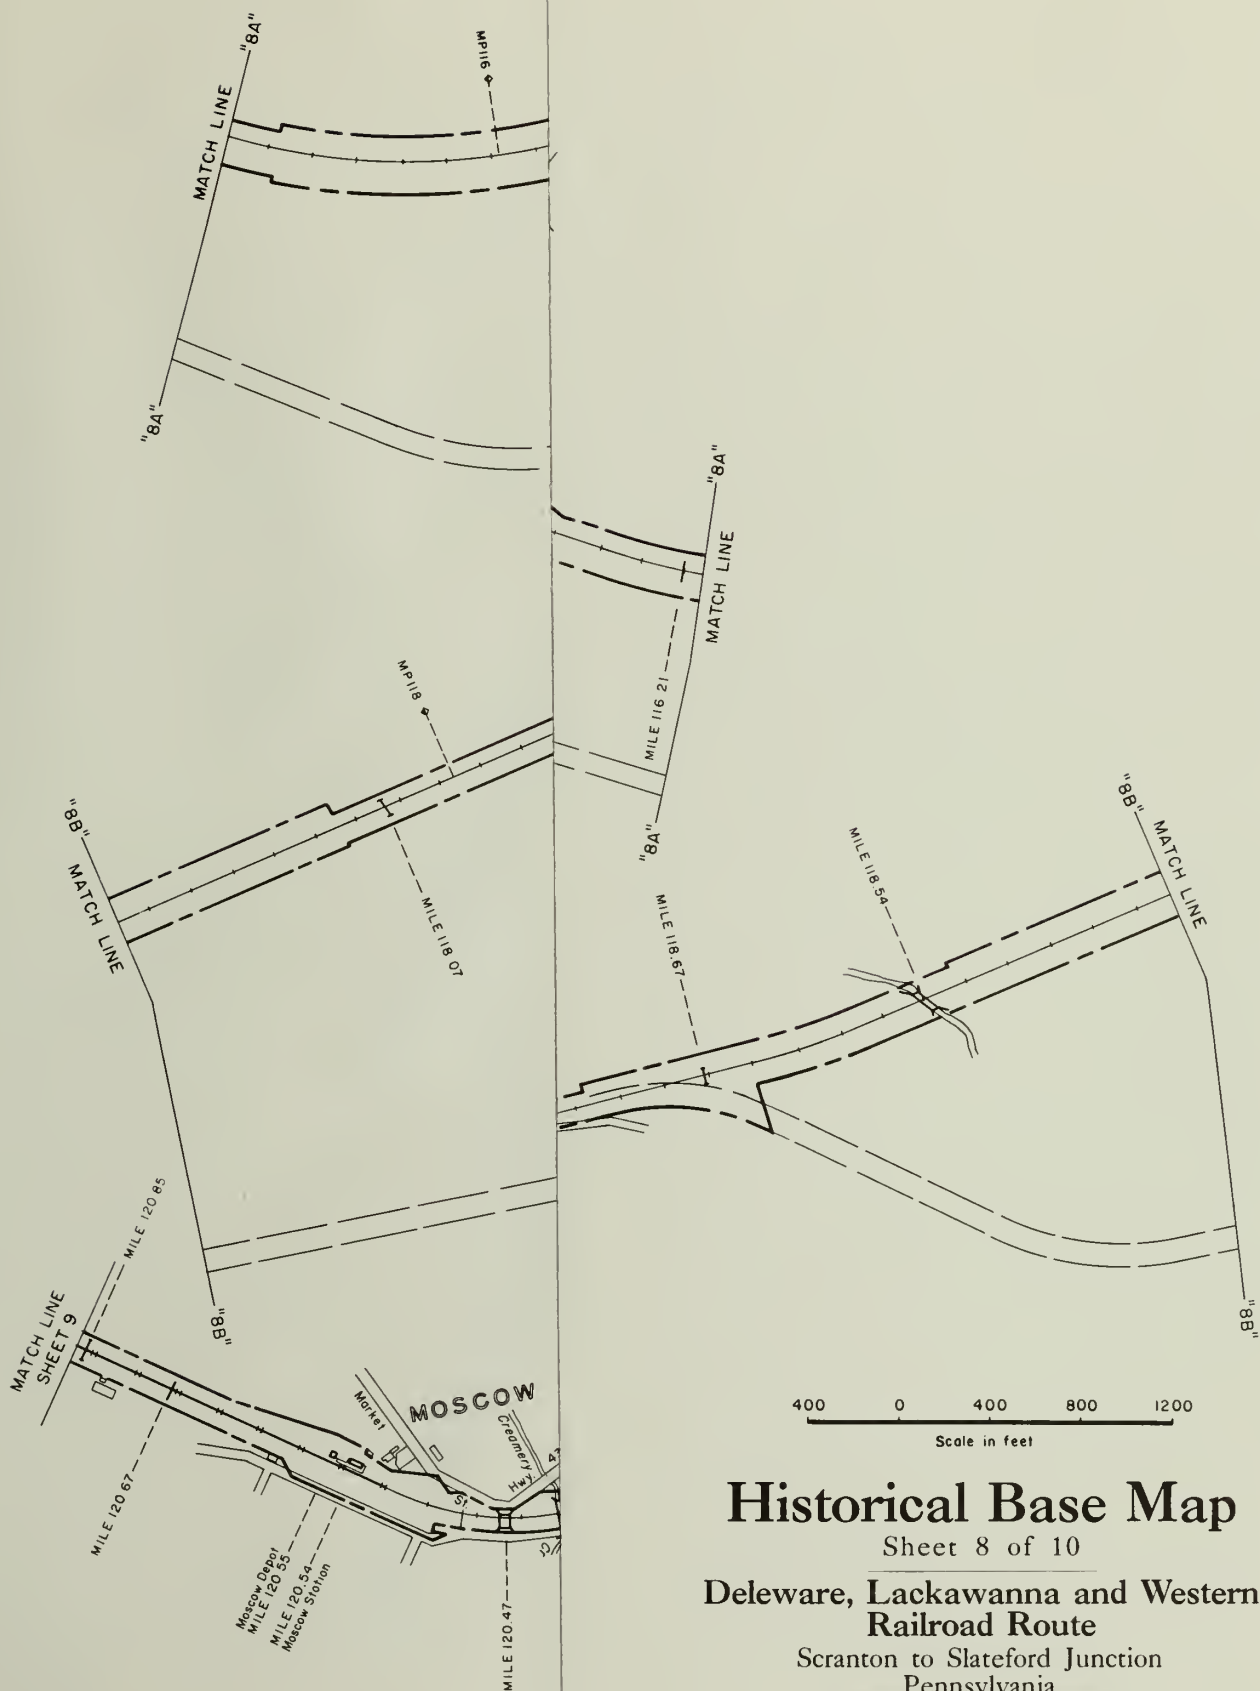 "8A"
MATCH LINE
"8A"
MP116
"8A"
MATCH LINE
"8A"
MILE 116 21
MP118
"8B"
MATCH LINE
"8B"
MILE 118 07
MILE 118.67
MILE 118.54
"8B"
MATCH LINE
"8B"
MILE 120 85
MATCH LINE
SHEET 9
MILE 120 67
Moscow Depot
MILE 120 55
MILE 120.54
Moscow Station
Market
St.
MOSCOW
Creamery
Hwy.
Cr
MILE 120.47
400 0 400 800 1200
Scale in feet
Historical Base Map
Sheet 8 of 10
Deleware, Lackawanna and Western
Railroad Route
Scranton to Slateford Junction
Pennsylvania